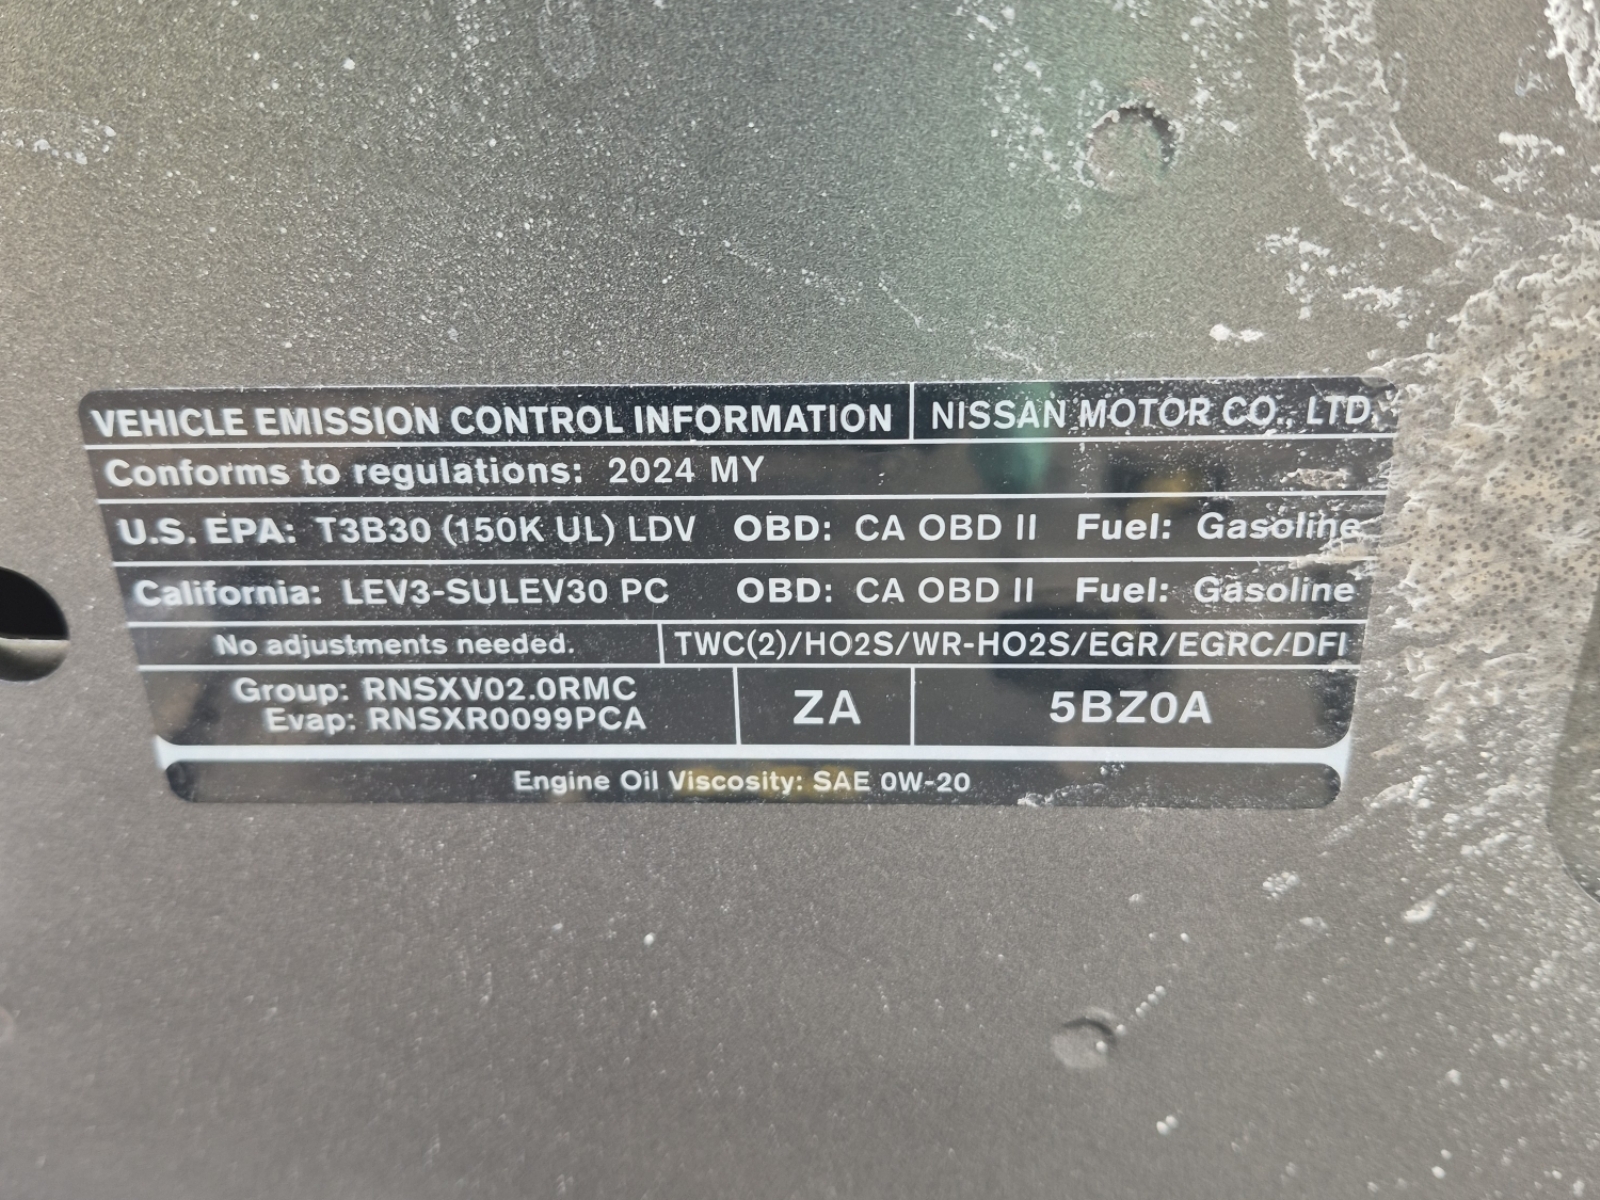 VEHICLE EMISSION CONTROL INFORMATION NISSAN MOTOR CO., LTD.
Conforms to regulations: 2024 MY
U.S. EPA: T3B30 (150K UL) LDV OBD: CA OBD II Fuel: Gasoline
California: LEV3-SULEV30 PC OBD: CA OBD II Fuel: Gasoline
No adjustments needed. TWC(2)/HO2S/WR-HO2S/EGR/EGRC/DFI
Group: RNSXV02.0RMC
Evap: RNSXR0099PCA
ZA
5BZ0A
Engine Oil Viscosity: SAE 0W-20